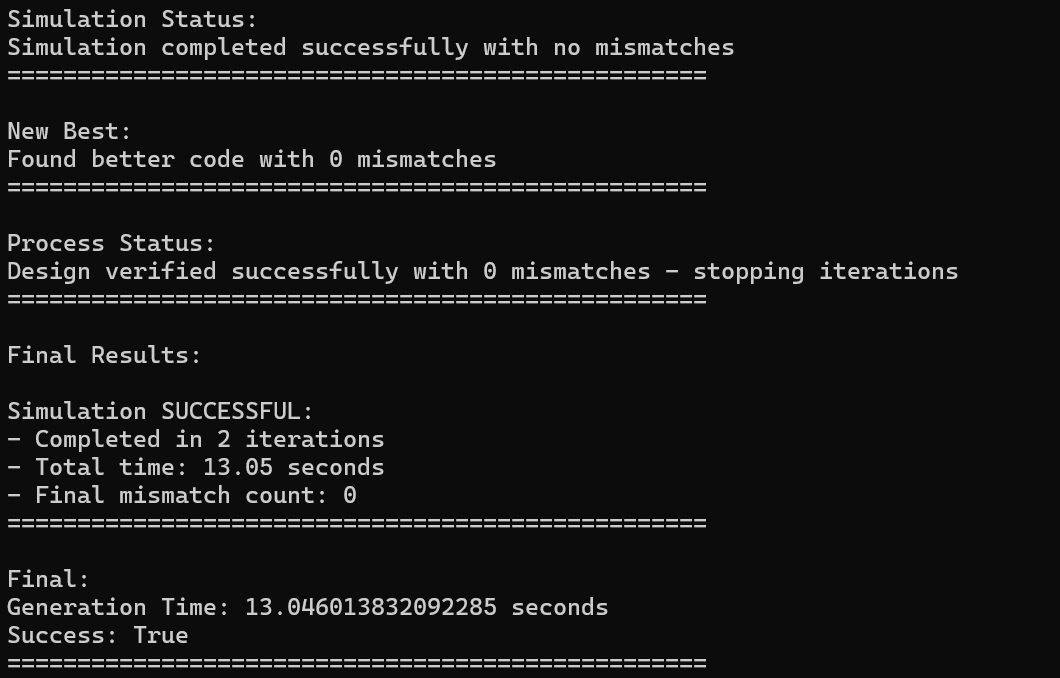 Simulation Status:
Simulation completed successfully with no mismatches
==================================================
New Best:
Found better code with 0 mismatches
==================================================
Process Status:
Design verified successfully with 0 mismatches - stopping iterations
==================================================
Final Results:
Simulation SUCCESSFUL:
- Completed in 2 iterations
- Total time: 13.05 seconds
- Final mismatch count: 0
==================================================
Final:
Generation Time: 13.046013832092285 seconds
Success: True
==================================================